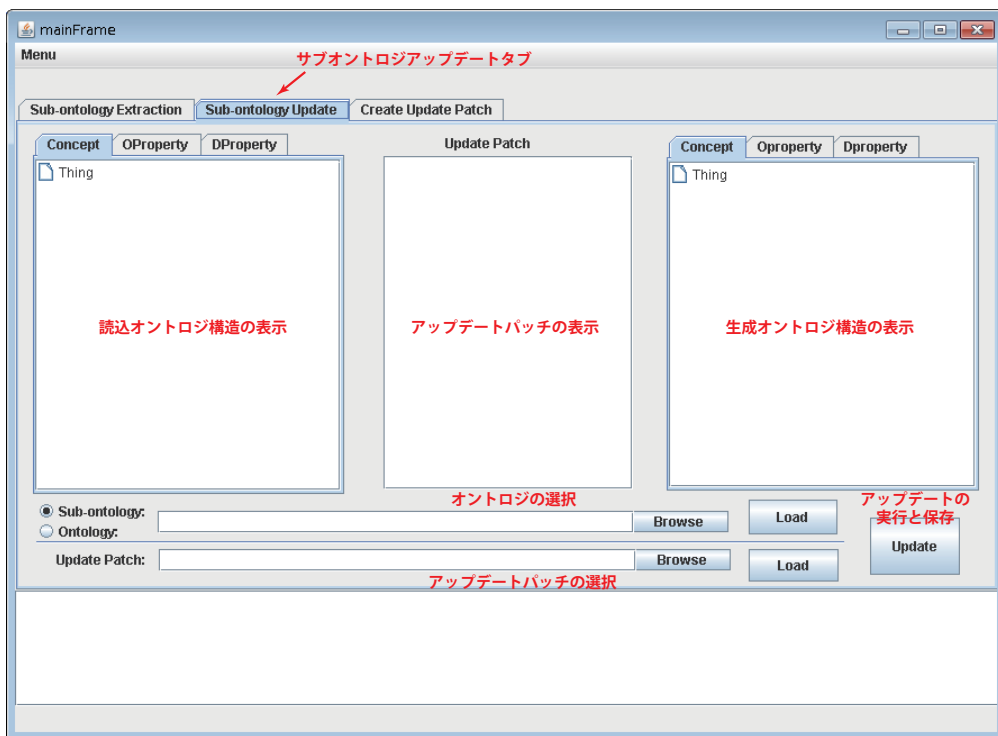 mainFrame
Menu
サブオントロジアップデートタブ
Sub-ontology Extraction
Sub-ontology Update
Create Update Patch
Concept
OProperty
DProperty
Update Patch
Concept
Oproperty
Dproperty
Thing
Thing
読込オントロジ構造の表示
アップデートパッチの表示
生成オントロジ構造の表示
オントロジの選択
アップデートの
実行と保存
Sub-ontology:
Ontology:
Browse
Load
Update
Update Patch:
Browse
Load
アップデートパッチの選択